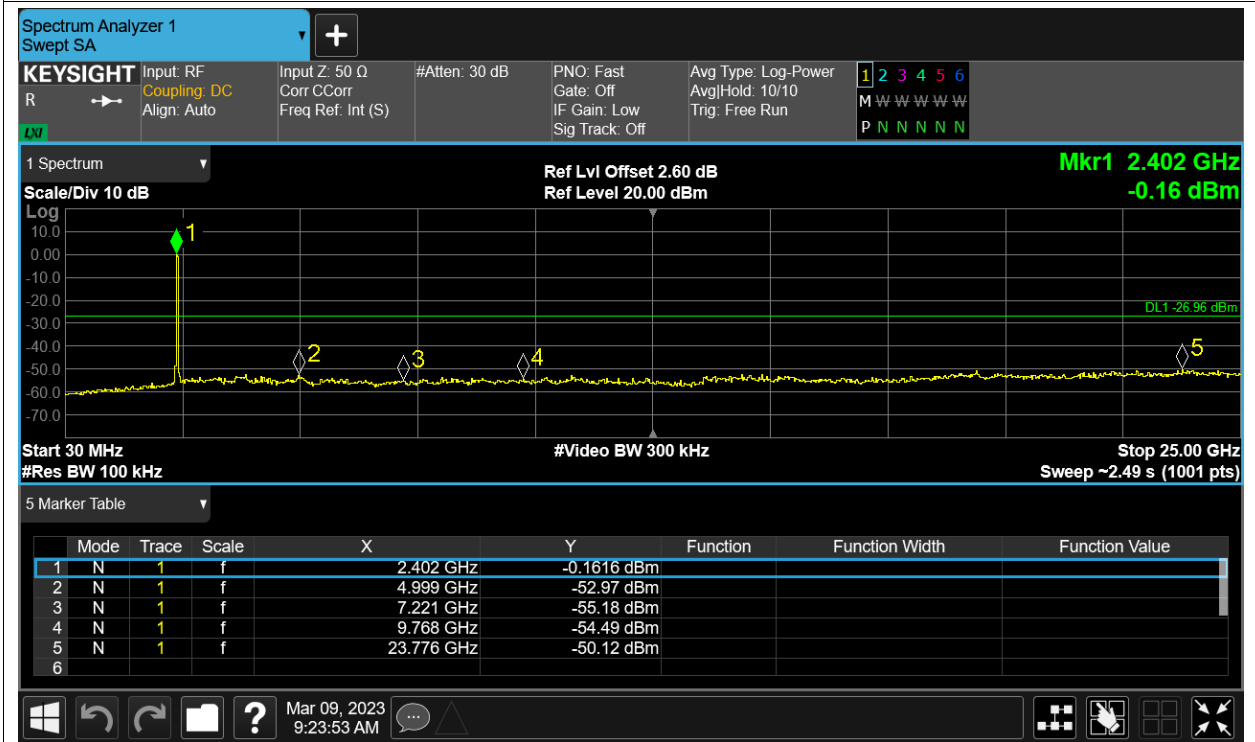 Spectrum Analyzer 1
Swept SA
KEYSIGHT
R
LXI
Input: RF
Coupling: DC
Align: Auto
Input Z: 50 Ω
Corr CCorr
Freq Ref: Int (S)
#Atten: 30 dB
PNO: Fast
Gate: Off
IF Gain: Low
Sig Track: Off
Avg Type: Log-Power
Avg|Hold: 10/10
Trig: Free Run
1 2 3 4 5 6
M W W W W W
P N N N N N
1 Spectrum
Scale/Div 10 dB
Ref Lvl Offset 2.60 dB
Ref Level 20.00 dBm
Mkr1 2.402 GHz
-0.16 dBm
Log
10.0
0.00
-10.0
-20.0
-30.0
-40.0
-50.0
-60.0
-70.0
1
2
3
4
5
DL1 -26.96 dBm
Start 30 MHz
#Res BW 100 kHz
#Video BW 300 kHz
Stop 25.00 GHz
Sweep ~2.49 s (1001 pts)
5 Marker Table
Mode Trace Scale X Y Function Function Width Function Value
1 N 1 f 2.402 GHz -0.1616 dBm
2 N 1 f 4.999 GHz -52.97 dBm
3 N 1 f 7.221 GHz -55.18 dBm
4 N 1 f 9.768 GHz -54.49 dBm
5 N 1 f 23.776 GHz -50.12 dBm
6
?
Mar 09, 2023
9:23:53 AM